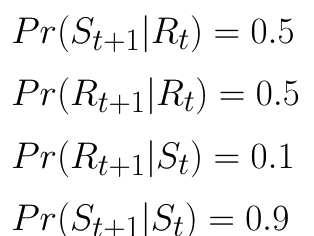 Pr(S_{t+1}|R_t) = 0.5
Pr(R_{t+1}|R_t) = 0.5
Pr(R_{t+1}|S_t) = 0.1
Pr(S_{t+1}|S_t) = 0.9